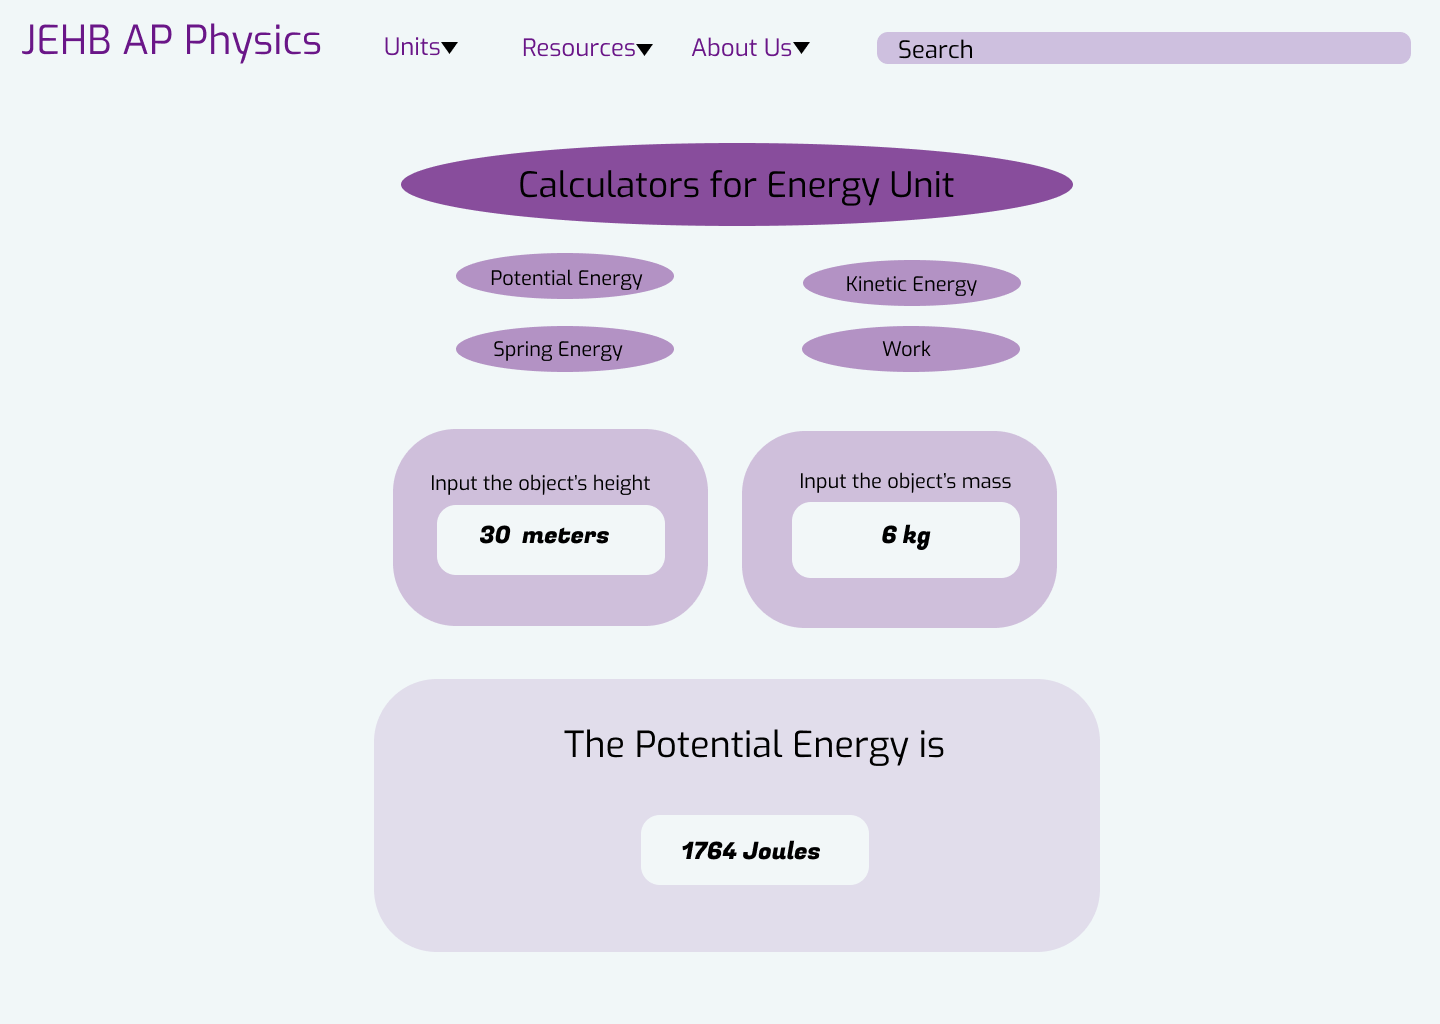 JEHB AP Physics
Units
Resources
About Us
Search
Calculators for Energy Unit
Potential Energy
Kinetic Energy
Spring Energy
Work
Input the object's height
30 meters
Input the object's mass
6 kg
The Potential Energy is
1764 Joules